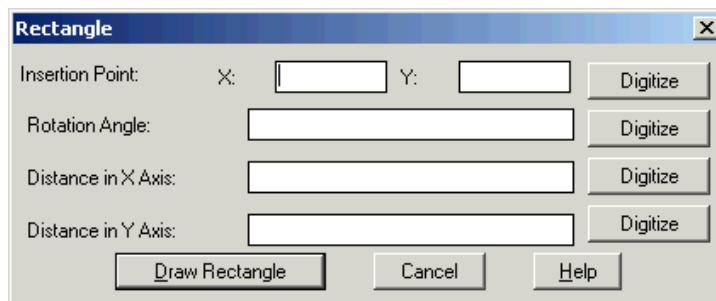 Rectangle
Insertion Point: X: Y: Digitize
Rotation Angle: Digitize
Distance in X Axis: Digitize
Distance in Y Axis: Digitize
Draw Rectangle Cancel Help